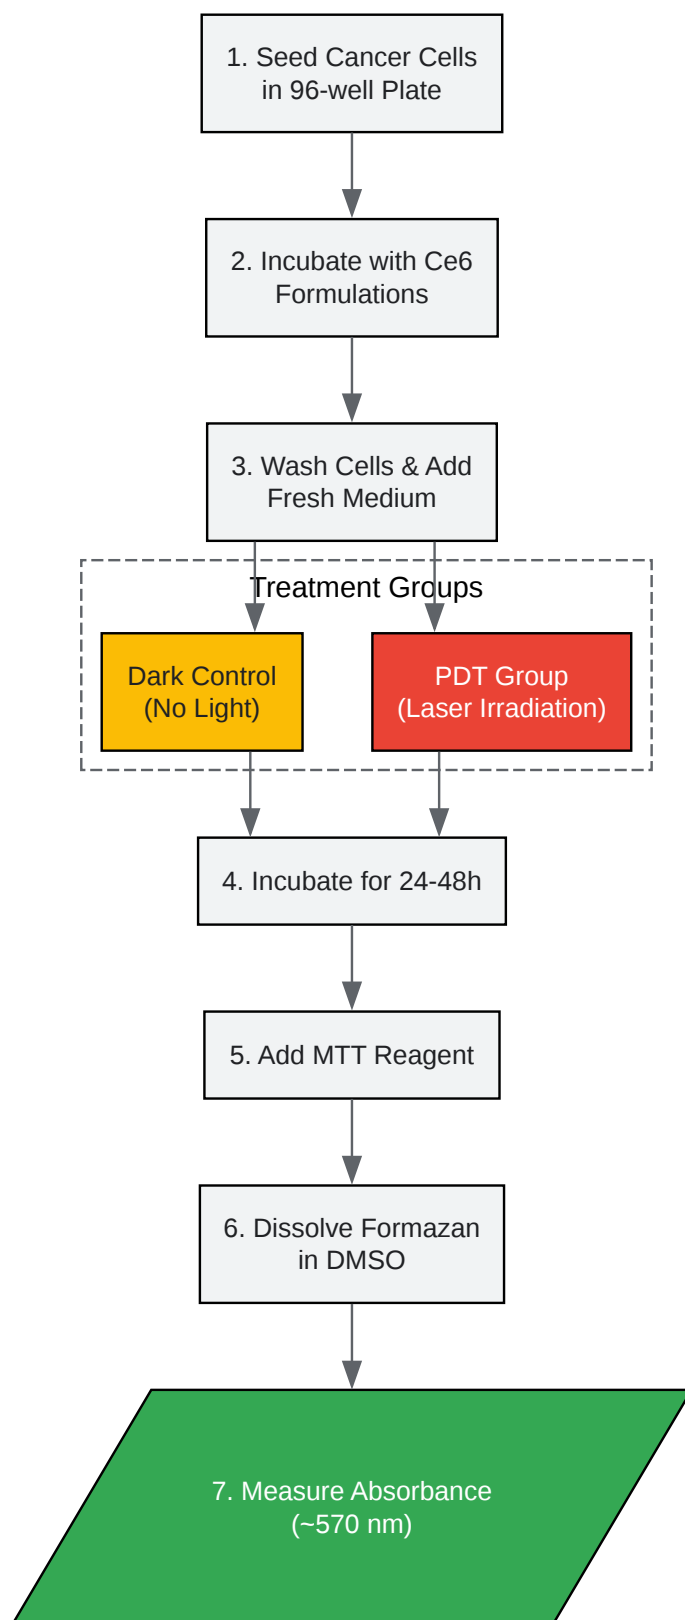 1. Seed Cancer Cells
in 96-well Plate
2. Incubate with Ce6
Formulations
3. Wash Cells & Add
Fresh Medium
Treatment Groups
Dark Control
(No Light)
PDT Group
(Laser Irradiation)
4. Incubate for 24-48h
5. Add MTT Reagent
6. Dissolve Formazan
in DMSO
7. Measure Absorbance
(~570 nm)